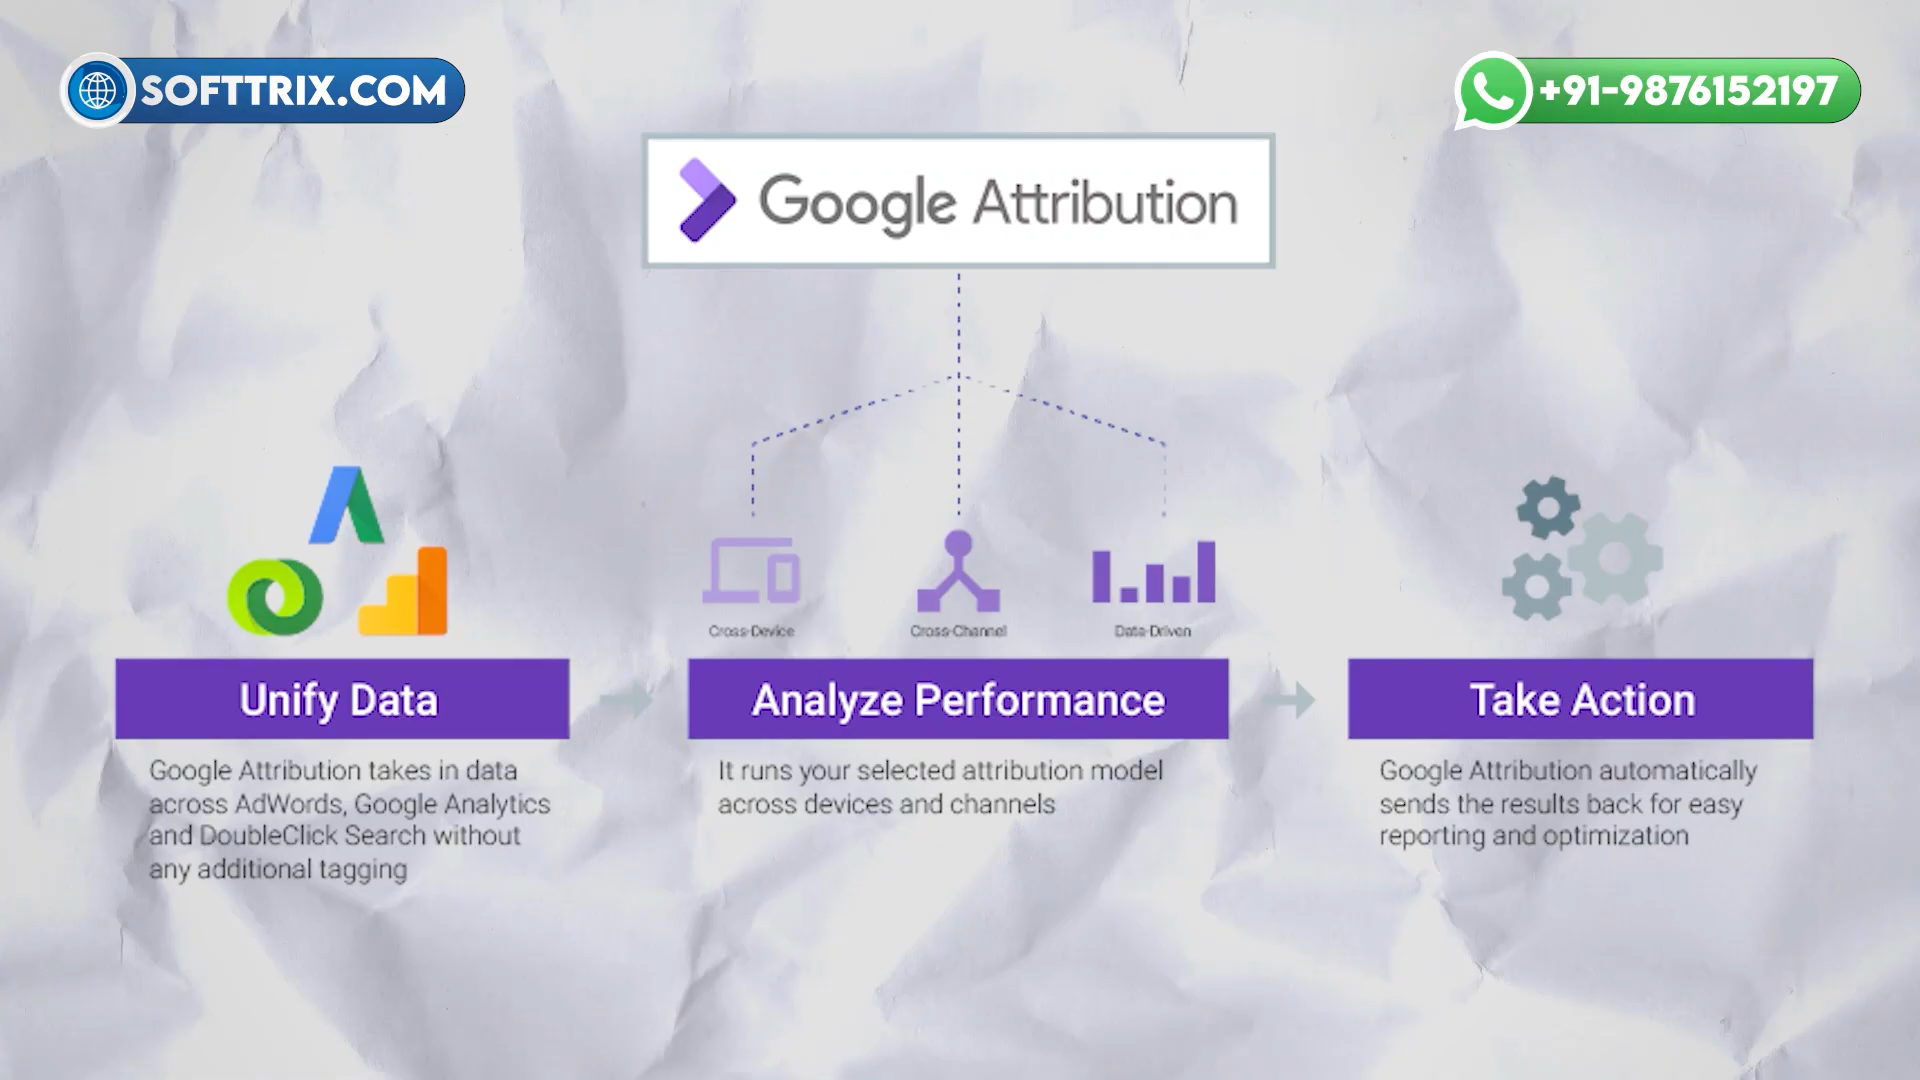 SOFTTRIX.COM
+91-9876152197
Google Attribution
Cross-Device
Cross-Channel
Data-Driven
Unify Data
Analyze Performance
Take Action
Google Attribution takes in data
across AdWords, Google Analytics
and DoubleClick Search without
any additional tagging
It runs your selected attribution model
across devices and channels
Google Attribution automatically
sends the results back for easy
reporting and optimization